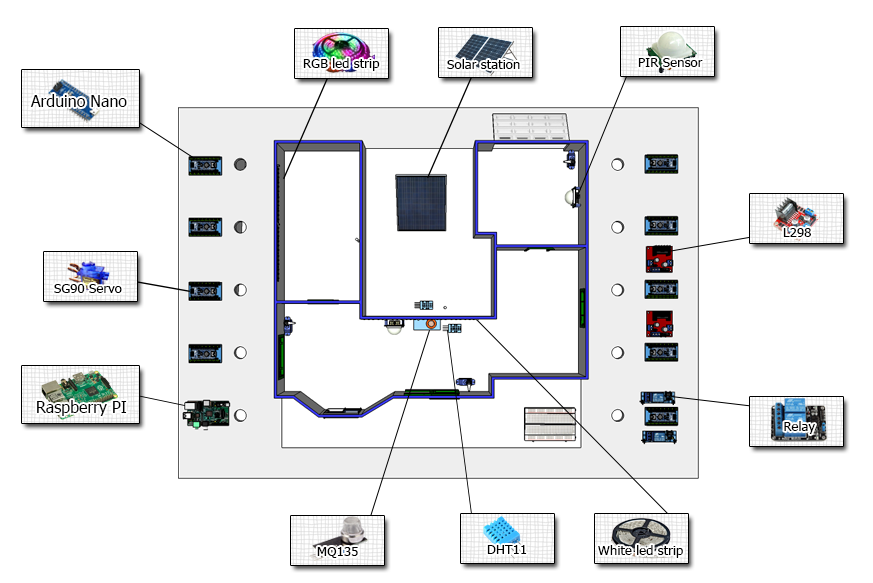 RGB led strip
Solar station
PIR Sensor
Arduino Nano
L298
SG90 Servo
Raspberry PI
Relay
MQ135
DHT11
White led strip